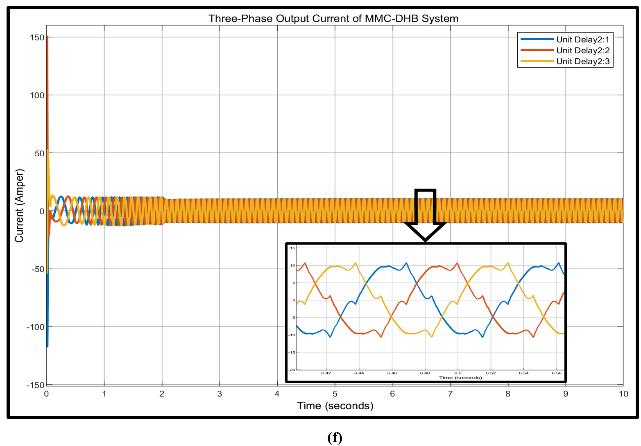 Three-Phase Output Current of MMC-DHB System
Unit Delay2:1
Unit Delay2:2
Unit Delay2:3
Current (Amper)
150
100
50
0
-50
-100
-150
0 1 2 3 4 5 6 7 8 9 10
Time (seconds)
Time (seconds)
(f)